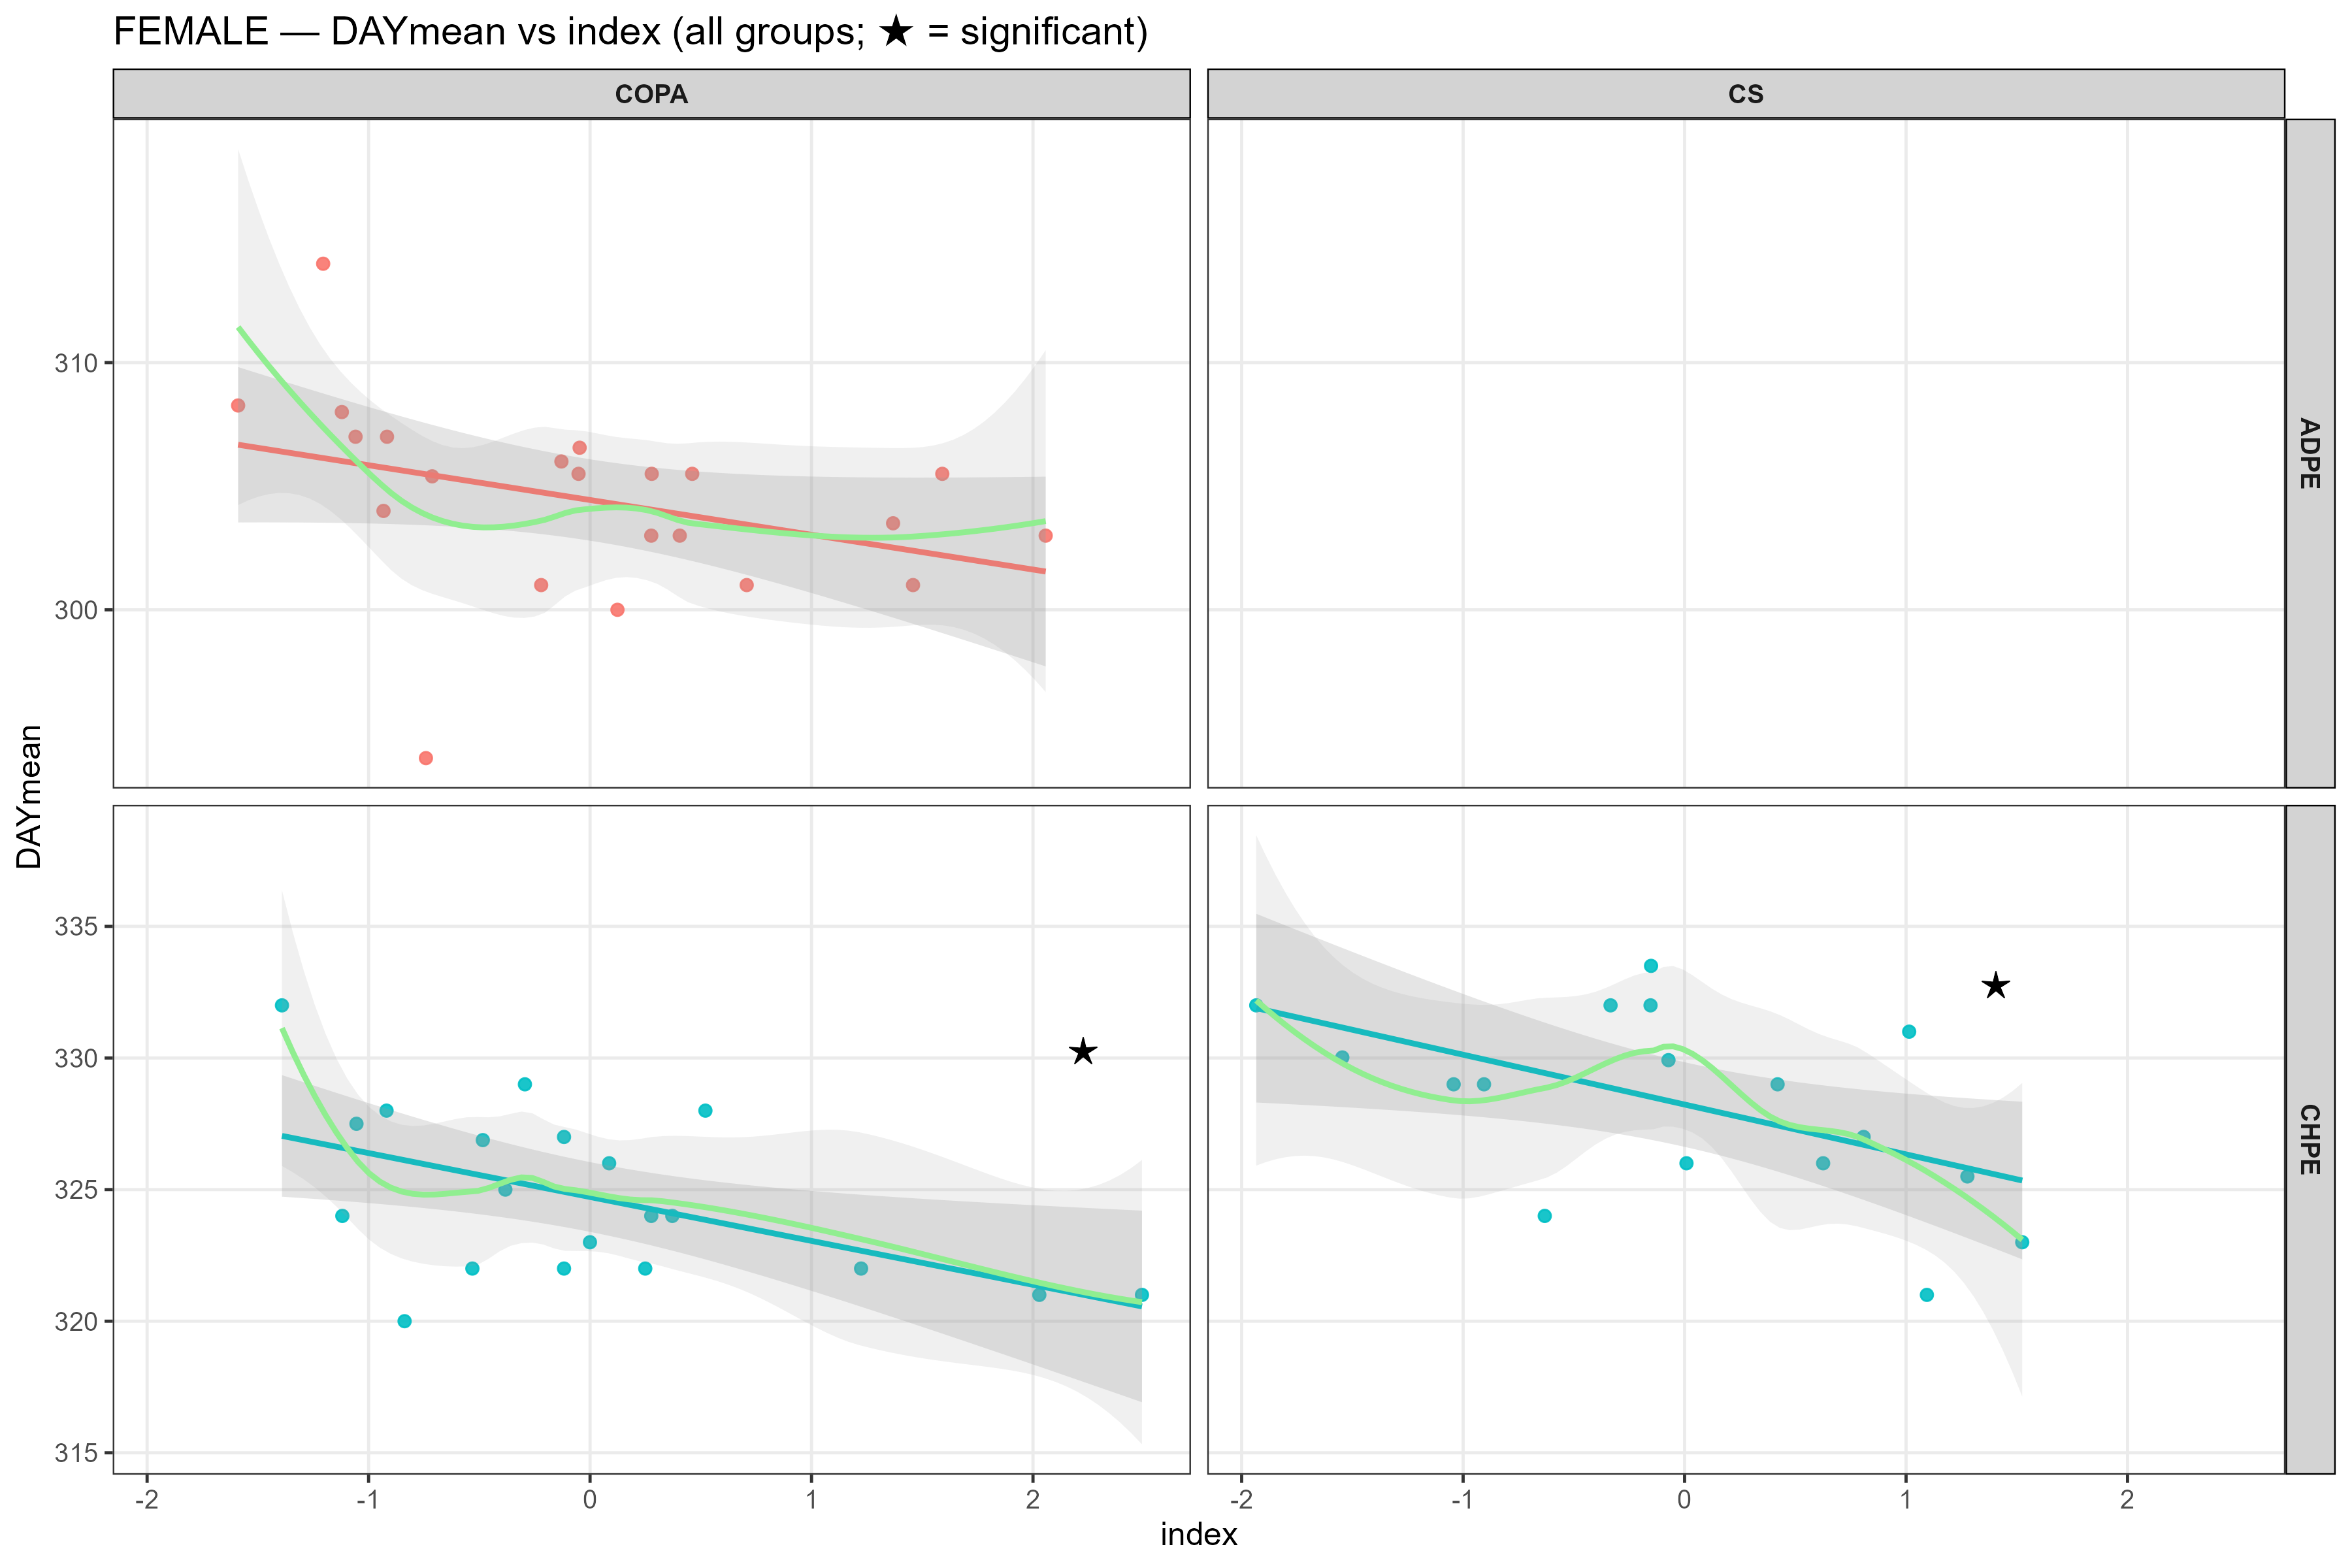 FEMALE — DAYmean vs index (all groups; ★ = significant)
COPA
CS
ADPE
310
300
DAYmean
CHPE
335
330
325
320
315
-2 -1 0 1 2
-2 -1 0 1 2
index